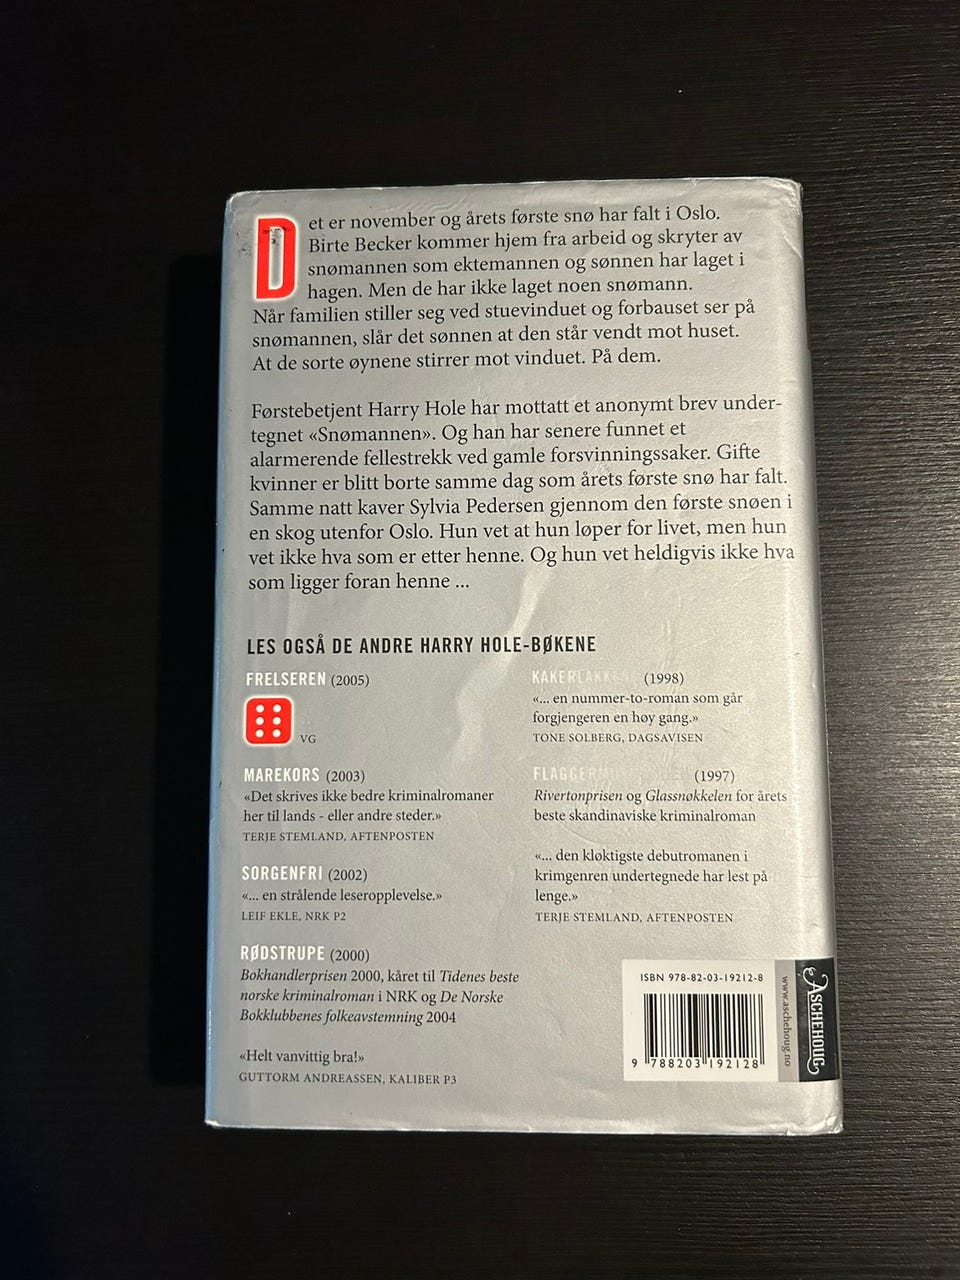 Det er november og årets første snø har falt i Oslo.
Birte Becker kommer hjem fra arbeid og skryter av
snømannen som ektemannen og sønnen har laget i
hagen. Men de har ikke laget noen snømann.
Når familien stiller seg ved stuevinduet og forbauset ser på
snømannen, slår det sønnen at den står vendt mot huset.
At de sorte øynene stirrer mot vinduet. På dem.
Førstebetjent Harry Hole har mottatt et anonymt brev under-
tegnet «Snømannen». Og han har senere funnet et
alarmerende fellestrekk ved gamle forsvinningssaker. Gifte
kvinner er blitt borte samme dag som årets første snø har falt.
Samme natt kaver Sylvia Pedersen gjennom den første snøen i
en skog utenfor Oslo. Hun vet at hun løper for livet, men hun
vet ikke hva som er etter henne. Og hun vet heldigvis ikke hva
som ligger foran henne ...
LES OGSÅ DE ANDRE HARRY HOLE-BØKENE
FRELSEREN (2005)
VG
MAREKORS (2003)
«Det skrives ikke bedre kriminalromaner
her til lands - eller andre steder.»
TERJE STEMLAND, AFTENPOSTEN
SORGENFRI (2002)
«... en strålende leseropplevelse.»
LEIF EKLE, NRK P2
RØDSTRUPE (2000)
Bokhandlerprisen 2000, kåret til Tidenes beste
norske kriminalroman i NRK og De Norske
Bokklubbenes folkeavstemning 2004
«Helt vanvittig bra!»
GUTTORM ANDREASSEN, KALIBER P3
KAKERLAKKENE (1998)
«... en nummer-to-roman som går
forgjengeren en høy gang.»
TONE SOLBERG, DAGSAVISEN
FLAGGERMUSMANNEN (1997)
Rivertonprisen og Glassnøkkelen for årets
beste skandinaviske kriminalroman
«... den kløktigste debutromanen i
krimgenren undertegnede har lest på
lenge.»
TERJE STEMLAND, AFTENPOSTEN
ISBN 978-82-03-19212-8
9 788203 192128
www.aschehoug.no
ASCHEHOUG